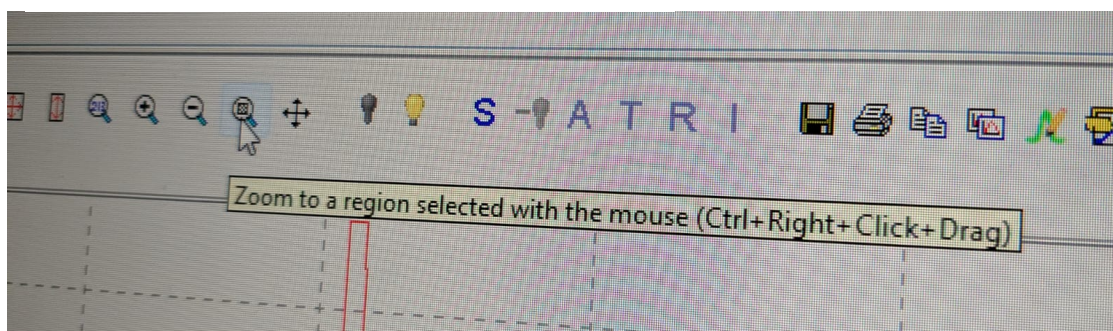 S A T R I
Zoom to a region selected with the mouse (Ctrl+Right+Click+Drag)